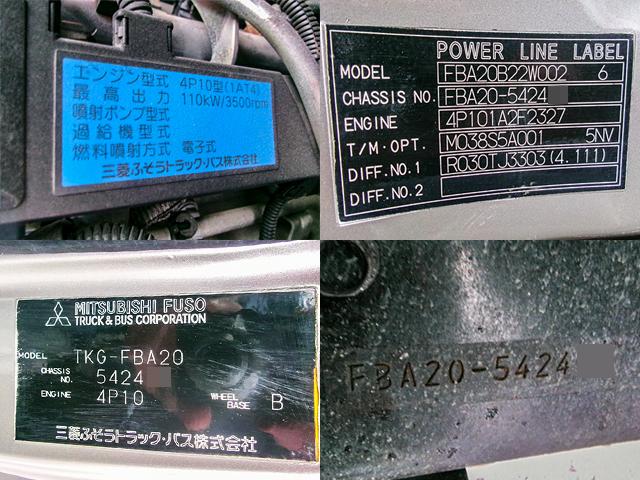 エンジン型式 4P10型(1AT4)
最高出力 110kW/3500rpm
噴射ポンプ型式
過給機型式
燃料噴射方式 電子式
三菱ふそうトラック・バス株式会社
POWER LINE LABEL
MODEL FBA20B22W002 6
CHASSIS NO. FBA20-5424
ENGINE 4P101A2F2327
T/M・OPT. M038S5A001 5NV
DIFF.NO.1 R030TJ3303(4.111)
DIFF.NO.2
MITSUBISHI FUSO
TRUCK & BUS CORPORATION
MODEL TKG-FBA20
CHASSIS NO. 5424
ENGINE 4P10 WHEEL BASE B
三菱ふそうトラック・バス株式会社
FBA20-5424